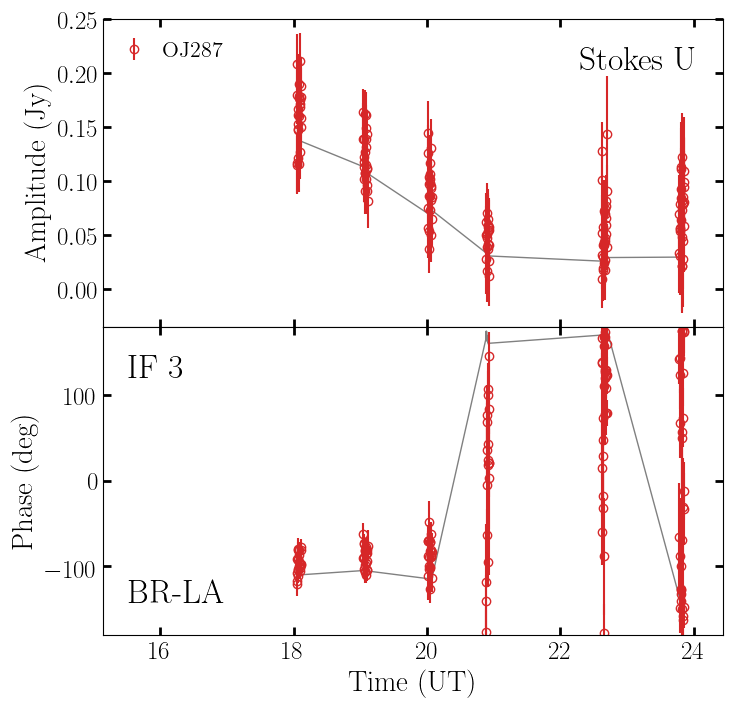 0.25
OJ287
Stokes U
0.20
0.15
0.10
0.05
0.00
Amplitude (Jy)
IF 3
100
0
−100
Phase (deg)
BR-LA
16 18 20 22 24
Time (UT)